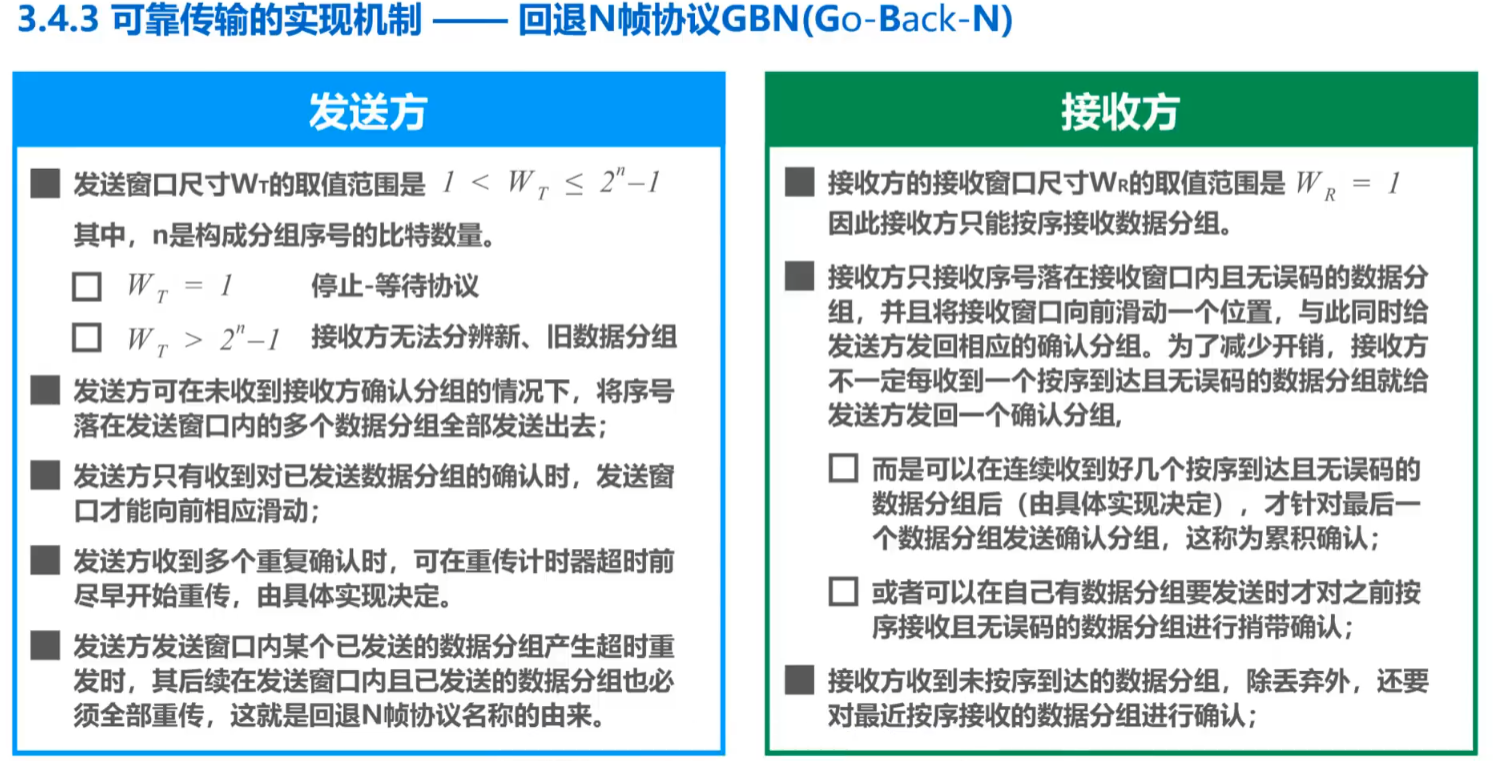 3.4.3 可靠传输的实现机制 —— 回退N帧协议GBN(Go-Back-N)
发送方
■ 发送窗口尺寸WT的取值范围是 1 < W_T ≤ 2^n–1
其中，n是构成分组序号的比特数量。
□ W_T = 1 停止-等待协议
□ W_T > 2^n–1 接收方无法分辨新、旧数据分组
■ 发送方可在未收到接收方确认分组的情况下，将序号
落在发送窗口内的多个数据分组全部发送出去；
■ 发送方只有收到对已发送数据分组的确认时，发送窗
口才能向前相应滑动；
■ 发送方收到多个重复确认时，可在重传计时器超时前
尽早开始重传，由具体实现决定。
■ 发送方发送窗口内某个已发送的数据分组产生超时重
发时，其后续在发送窗口内且已发送的数据分组也必
须全部重传，这就是回退N帧协议名称的由来。
接收方
■ 接收方的接收窗口尺寸WR的取值范围是 W_R = 1
因此接收方只能按序接收数据分组。
■ 接收方只接收序号落在接收窗口内且无误码的数据分
组，并且将接收窗口向前滑动一个位置，与此同时给
发送方发回相应的确认分组。为了减少开销，接收方
不一定每收到一个按序到达且无误码的数据分组就给
发送方发回一个确认分组,
□ 而是可以在连续收到好几个按序到达且无误码的
数据分组后（由具体实现决定），才针对最后一
个数据分组发送确认分组，这称为累积确认；
□ 或者可以在自己有数据分组要发送时才对之前按
序接收且无误码的数据分组进行捎带确认；
■ 接收方收到未按序到达的数据分组，除丢弃外，还要
对最近按序接收的数据分组进行确认；